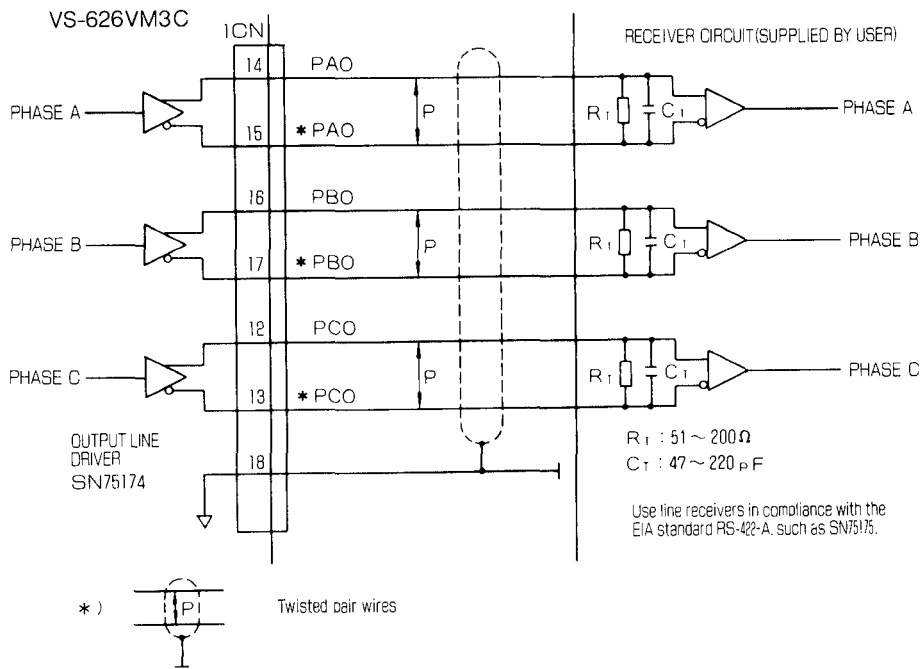 VS-626VM3C
1CN
RECEIVER CIRCUIT(SUPPLIED BY USER)
14 PAO
PHASE A P RT CT PHASE A
15 *PAO
16 PBO
PHASE B P RT CT PHASE B
17 *PBO
12 PCO
PHASE C P RT CT PHASE C
13 *PCO
OUTPUT LINE
DRIVER
SN75174
18
RT : 51～200Ω
CT : 47～220pF
Use line receivers in compliance with the
EIA standard RS-422-A, such as SN75175.
*) P Twisted pair wires